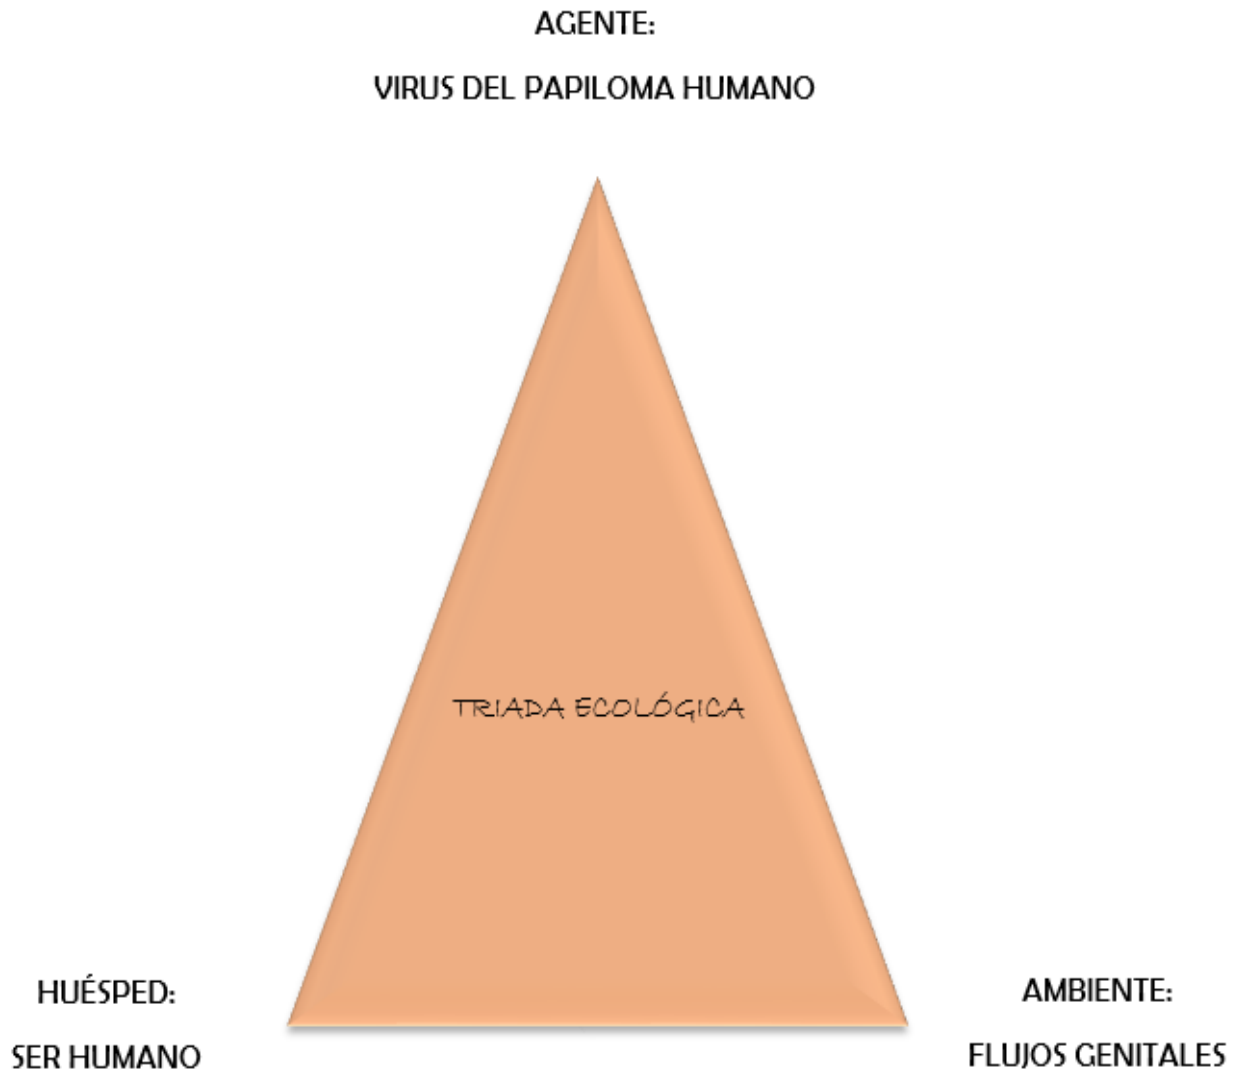 AGENTE:
VIRUS DEL PAPILOMA HUMANO
TRIADA ECOLÓGICA
HUÉSPED:
SER HUMANO
AMBIENTE:
FLUJOS GENITALES